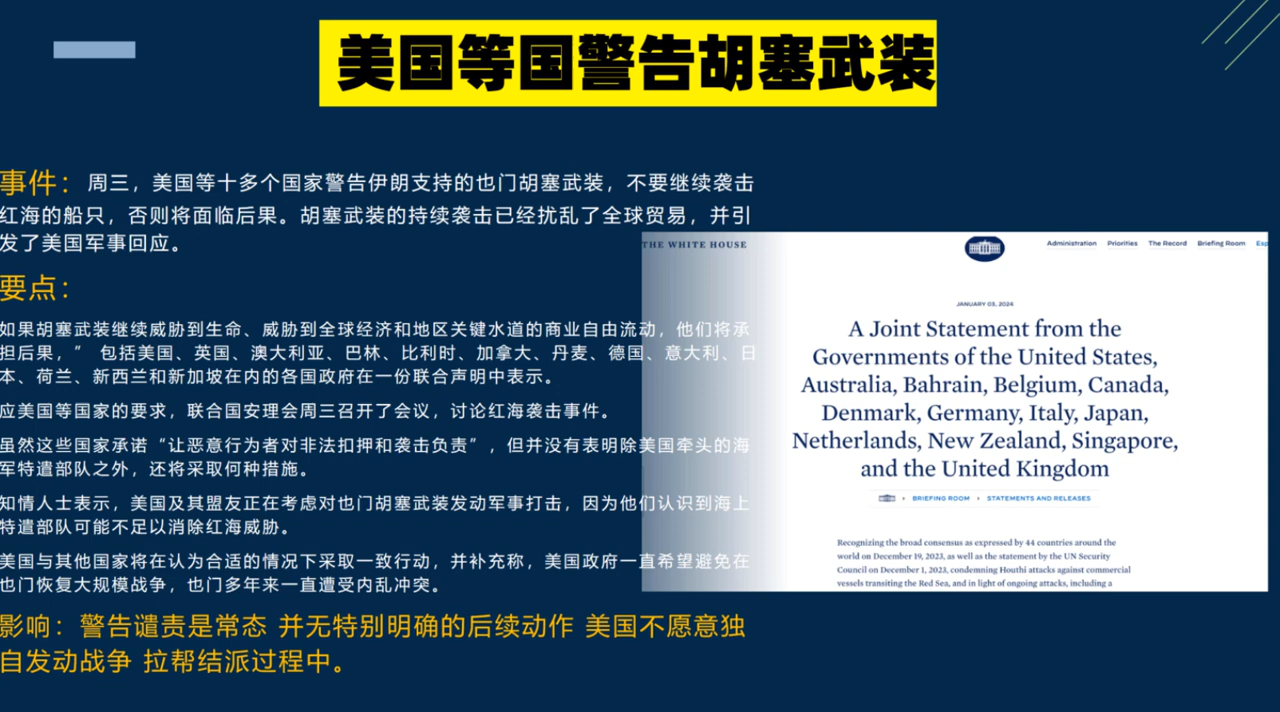 美国等国警告胡塞武装
事件：周三，美国等十多个国家警告伊朗支持的也门胡塞武装，不要继续袭击
红海的船只，否则将面临后果。胡塞武装的持续袭击已经扰乱了全球贸易，并引
发了美国军事回应。
要点：
如果胡塞武装继续威胁到生命、威胁到全球经济和地区关键水道的商业自由流动，他们将承
担后果，” 包括美国、英国、澳大利亚、巴林、比利时、加拿大、丹麦、德国、意大利、日
本、荷兰、新西兰和新加坡在内的各国政府在一份联合声明中表示。
应美国等国家的要求，联合国安理会周三召开了会议，讨论红海袭击事件。
虽然这些国家承诺“让恶意行为者对非法扣押和袭击负责”，但并没有表明除美国牵头的海
军特遣部队之外，还将采取何种措施。
知情人士表示，美国及其盟友正在考虑对也门胡塞武装发动军事打击，因为他们认识到海上
特遣部队可能不足以消除红海威胁。
美国与其他国家将在认为合适的情况下采取一致行动，并补充称，美国政府一直希望避免在
也门恢复大规模战争，也门多年来一直遭受内乱冲突。
影响：警告谴责是常态 并无特别明确的后续动作 美国不愿意独
自发动战争 拉帮结派过程中。
THE WHITE HOUSE
Administration Priorities The Record Briefing Room Esp
JANUARY 03, 2024
A Joint Statement from the
Governments of the United States,
Australia, Bahrain, Belgium, Canada,
Denmark, Germany, Italy, Japan,
Netherlands, New Zealand, Singapore,
and the United Kingdom
BRIEFING ROOM › STATEMENTS AND RELEASES
Recognizing the broad consensus as expressed by 44 countries around the
world on December 19, 2023, as well as the statement by the UN Security
Council on December 1, 2023, condemning Houthi attacks against commercial
vessels transiting the Red Sea, and in light of ongoing attacks, including a